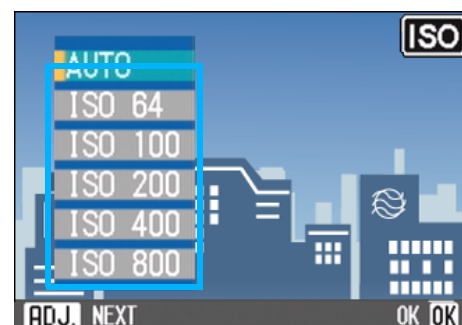 ISO
AUTO
ISO 64
ISO 100
ISO 200
ISO 400
ISO 800
ADJ. NEXT OK OK